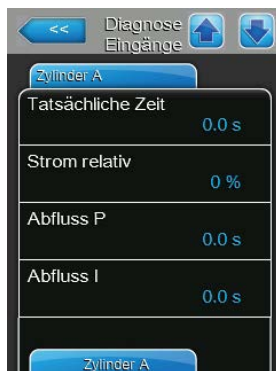 <<
Diagnose
Eingänge
Zylinder A
Tatsächliche Zeit
0.0 s
Strom relativ
0 %
Abfluss P
0.0 s
Abfluss I
0.0 s
Zylinder A